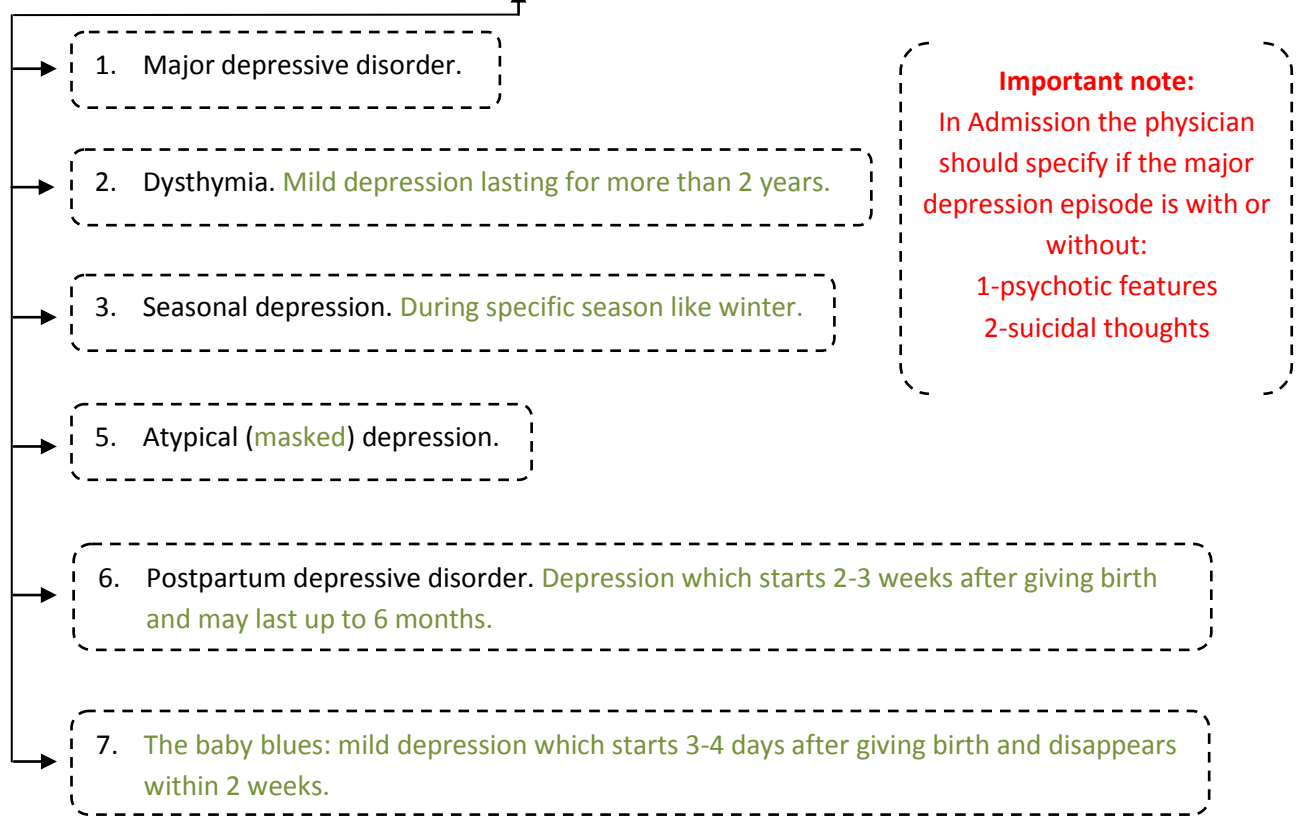 1. Major depressive disorder.
2. Dysthymia. Mild depression lasting for more than 2 years.
3. Seasonal depression. During specific season like winter.
5. Atypical (masked) depression.
6. Postpartum depressive disorder. Depression which starts 2-3 weeks after giving birth
and may last up to 6 months.
7. The baby blues: mild depression which starts 3-4 days after giving birth and disappears
within 2 weeks.
Important note:
In Admission the physician
should specify if the major
depression episode is with or
without:
1-psychotic features
2-suicidal thoughts